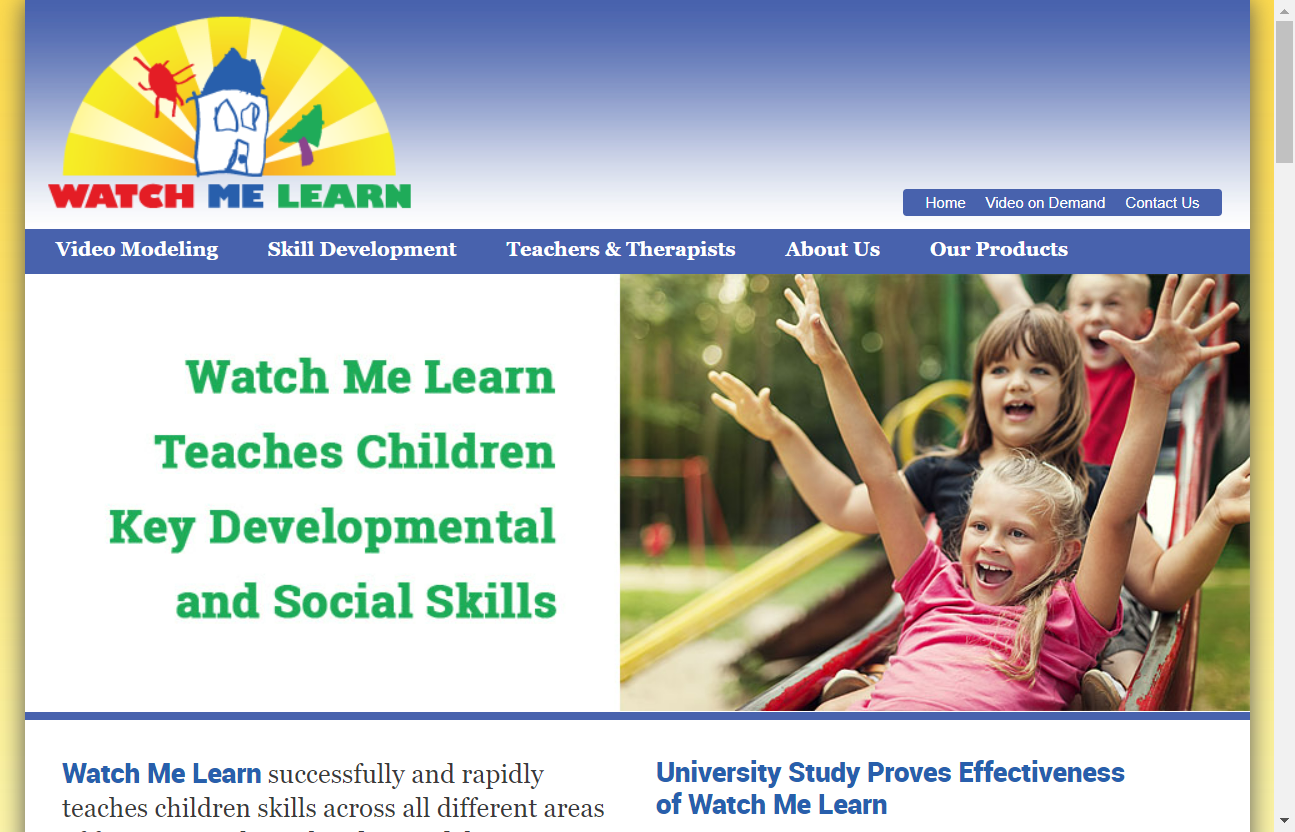 WATCH ME LEARN
Home Video on Demand Contact Us
Video Modeling Skill Development Teachers & Therapists About Us Our Products
Watch Me Learn
Teaches Children
Key Developmental
and Social Skills
Watch Me Learn successfully and rapidly
teaches children skills across all different areas
University Study Proves Effectiveness
of Watch Me Learn